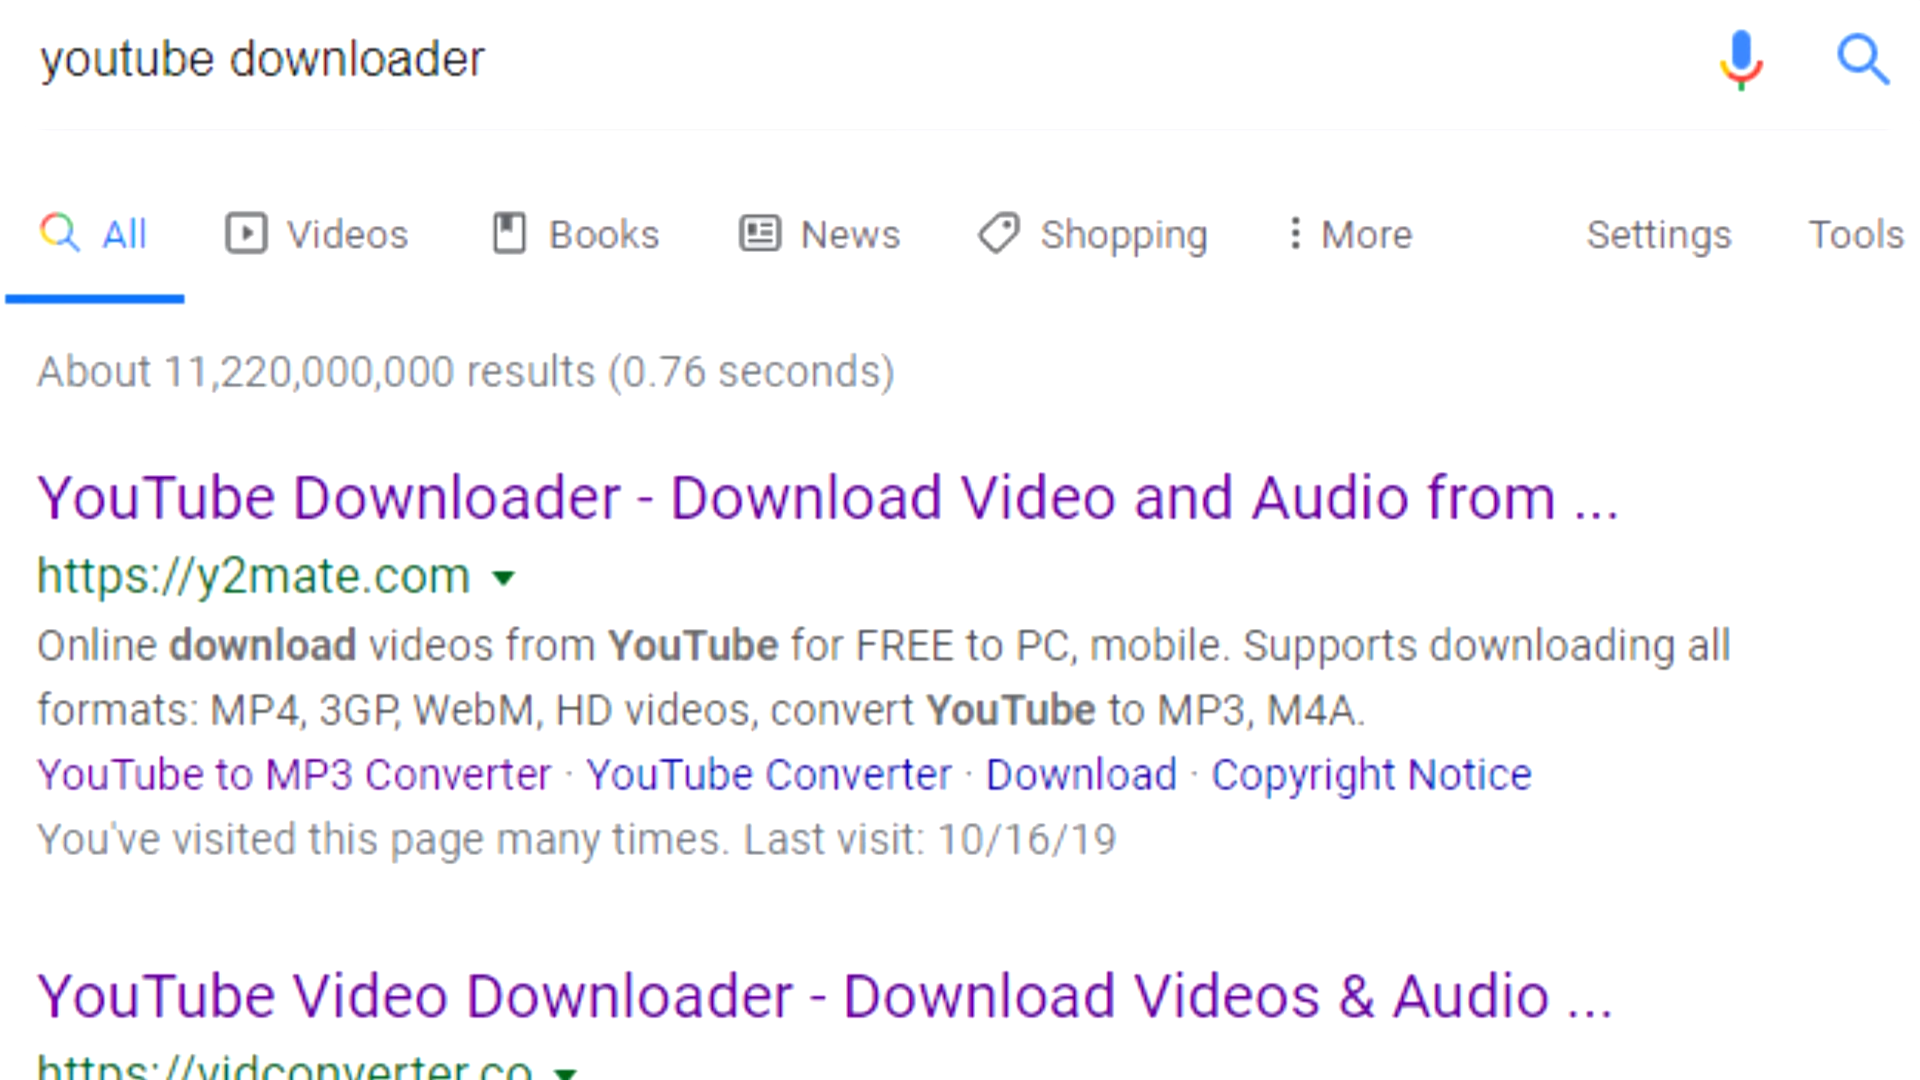 youtube downloader
All Videos Books News Shopping More Settings Tools
About 11,220,000,000 results (0.76 seconds)
YouTube Downloader - Download Video and Audio from ...
https://y2mate.com
Online download videos from YouTube for FREE to PC, mobile. Supports downloading all
formats: MP4, 3GP, WebM, HD videos, convert YouTube to MP3, M4A.
YouTube to MP3 Converter · YouTube Converter · Download · Copyright Notice
You've visited this page many times. Last visit: 10/16/19
YouTube Video Downloader - Download Videos & Audio ...
https://vidconverter.co